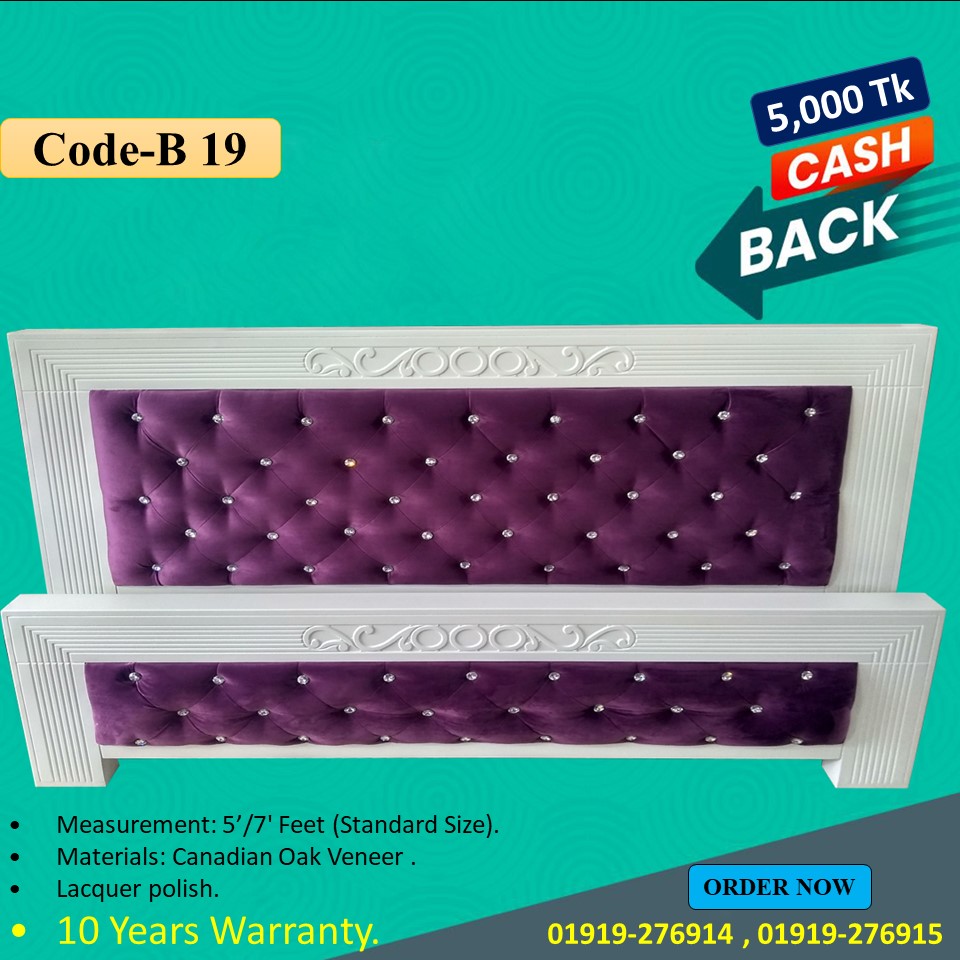 5,000 Tk
CASH
BACK
Code-B 19
• Measurement: 5’/7' Feet (Standard Size).
• Materials: Canadian Oak Veneer .
• Lacquer polish.
• 10 Years Warranty.
ORDER NOW
01919-276914 , 01919-276915